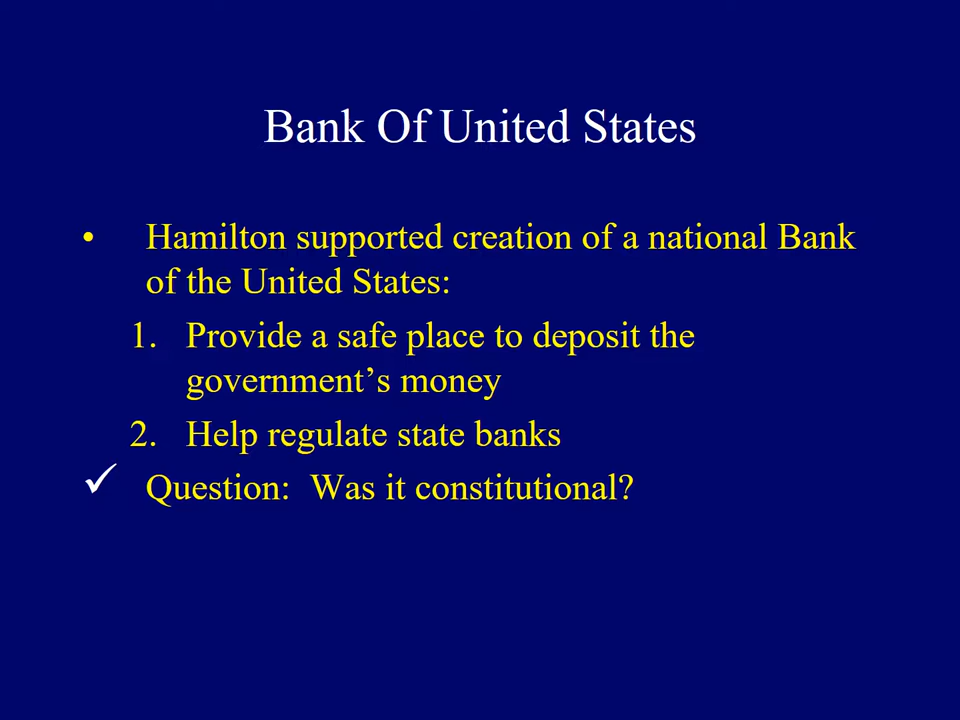 Bank Of United States
• Hamilton supported creation of a national Bank
of the United States:
1. Provide a safe place to deposit the
government’s money
2. Help regulate state banks
✓ Question:  Was it constitutional?